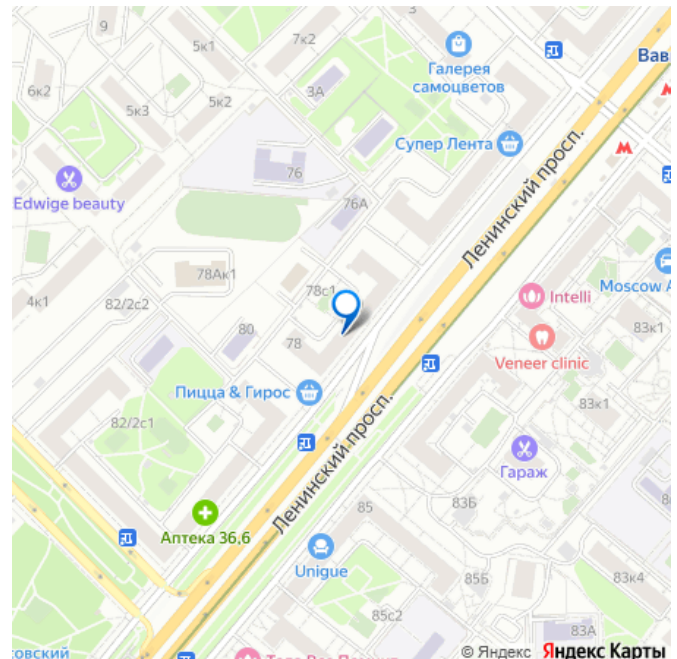 9
3
7к2
5к1
Галерея
самоцветов
Вав
6к2
5к3
5к2
3А
Супер Лента
76
Edwige beauty
76А
Ленинский просп.
78Ак1
78с1
4к1
82/2с2
Intelli
Moscow A
80
78
83к1
Veneer clinic
Пицца & Гирос
82/2с1
83к1
Гараж
Ленинский просп.
85
83Б
8
Аптека 36,6
Unigue
85Б
83к4
85с2
83А
овский
© Яндекс Яндекс Карты